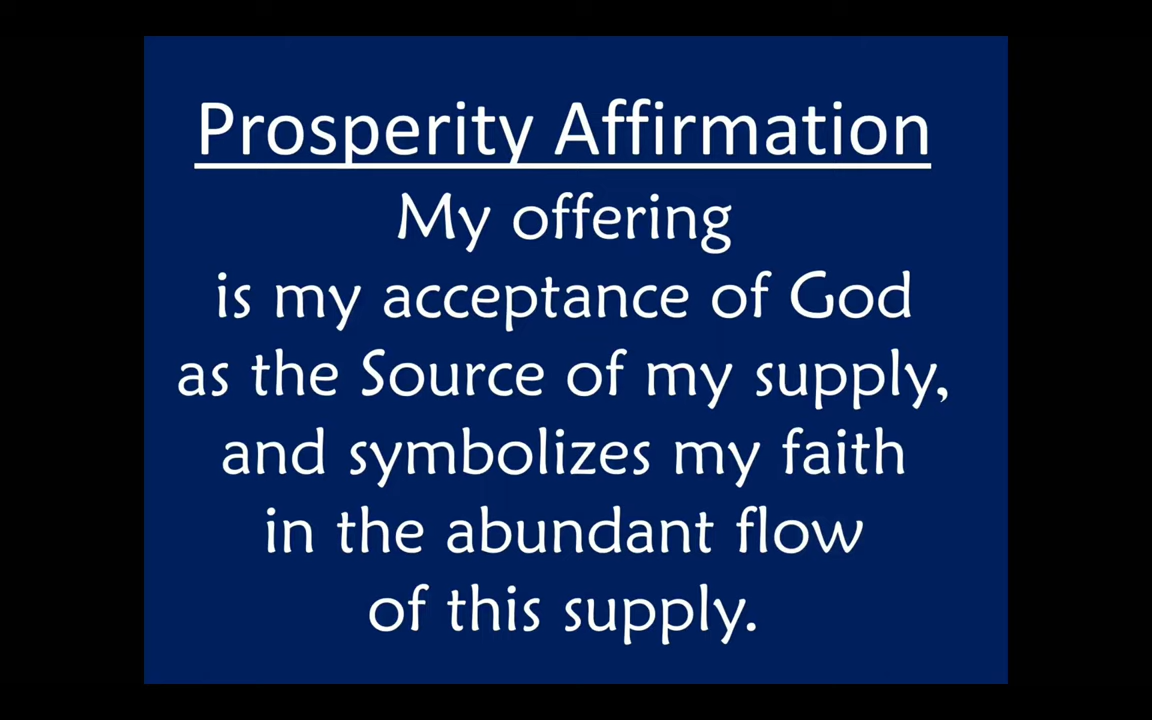 Prosperity Affirmation
My offering
is my acceptance of God
as the Source of my supply,
and symbolizes my faith
in the abundant flow
of this supply.